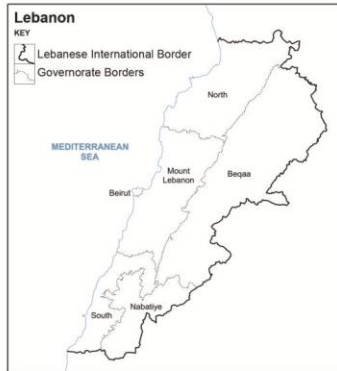 Lebanon
KEY
Lebanese International Border
Governorate Borders
North
MEDITERRANEAN
SEA
Mount
Lebanon
Beqaa
Beirut
Nabatiye
South